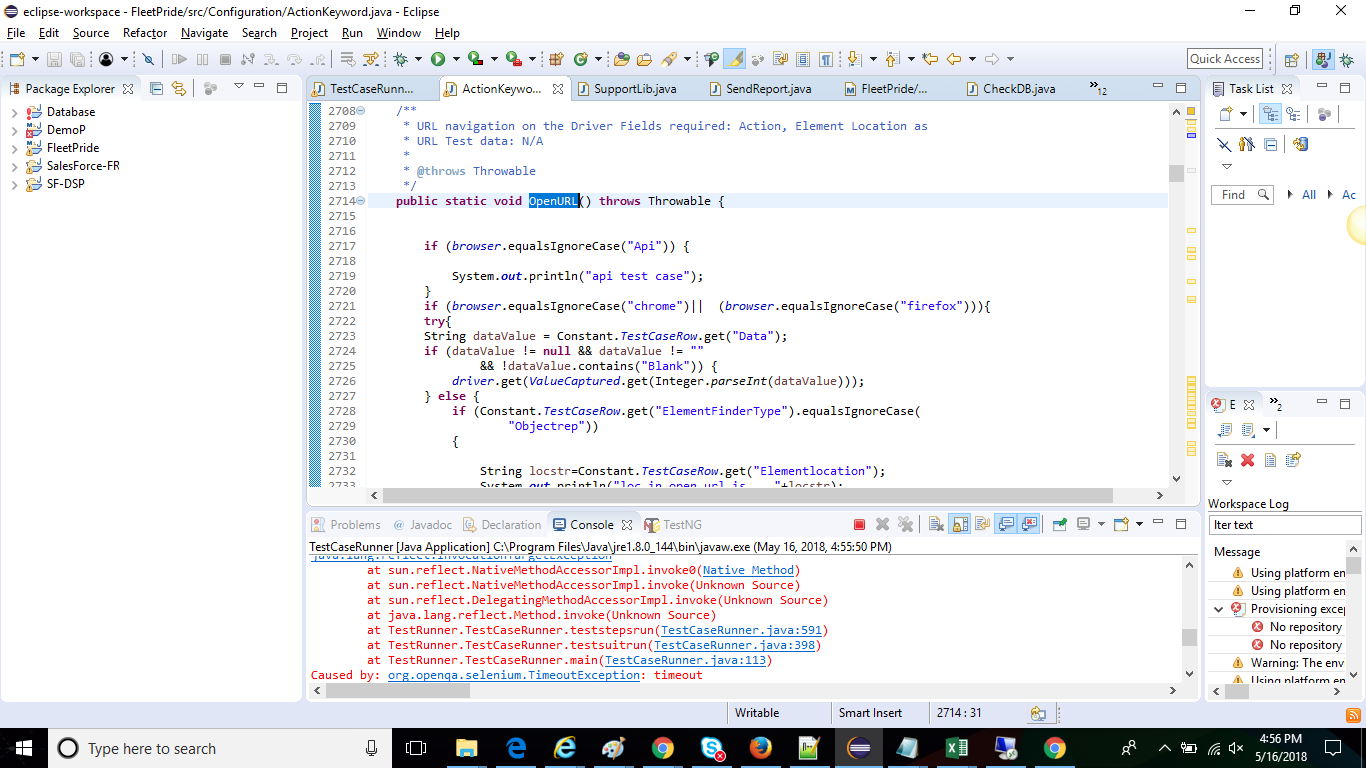 eclipse-workspace - FleetPride/src/Configuration/ActionKeyword.java - Eclipse
File Edit Source Refactor Navigate Search Project Run Window Help
Quick Access
Package Explorer
Database
DemoP
FleetPride
SalesForce-FR
SF-DSP
TestCaseRunn... ActionKeywo... SupportLib.java SendReport.java FleetPride/... CheckDB.java »12
2708 /**
2709 * URL navigation on the Driver Fields required: Action, Element Location as
2710 * URL Test data: N/A
2711 *
2712 * @throws Throwable
2713 */
2714 public static void OpenURL() throws Throwable {
2715
2716
2717 if (browser.equalsIgnoreCase("Api")) {
2718
2719 System.out.println("api test case");
2720 }
2721 if (browser.equalsIgnoreCase("chrome")|| (browser.equalsIgnoreCase("firefox"))){
2722 try{
2723 String dataValue = Constant.TestCaseRow.get("Data");
2724 if (dataValue != null && dataValue != ""
2725 && !dataValue.contains("Blank")) {
2726 driver.get(ValueCaptured.get(Integer.parseInt(dataValue)));
2727 } else {
2728 if (Constant.TestCaseRow.get("ElementFinderType").equalsIgnoreCase(
2729 "Objectrep"))
2730 {
2731
2732 String locstr=Constant.TestCaseRow.get("Elementlocation");
2733 System.out.println("loc in open url is "+locstr);
Task List
Find All Ac
E »2
Workspace Log
Iter text
Message
Using platform en
Using platform en
Provisioning excep
No repository
No repository
Warning: The env
Using platform en
Problems @ Javadoc Declaration Console TestNG
TestCaseRunner [Java Application] C:\Program Files\Java\jre1.8.0_144\bin\javaw.exe (May 16, 2018, 4:55:50 PM)
java.lang.reflect.InvocationTargetException
at sun.reflect.NativeMethodAccessorImpl.invoke0(Native Method)
at sun.reflect.NativeMethodAccessorImpl.invoke(Unknown Source)
at sun.reflect.DelegatingMethodAccessorImpl.invoke(Unknown Source)
at java.lang.reflect.Method.invoke(Unknown Source)
at TestRunner.TestCaseRunner.teststepsrun(TestCaseRunner.java:591)
at TestRunner.TestCaseRunner.testsuitrun(TestCaseRunner.java:398)
at TestRunner.TestCaseRunner.main(TestCaseRunner.java:113)
Caused by: org.openqa.selenium.TimeoutException: timeout
Writable Smart Insert 2714 : 31
Type here to search
4:56 PM
5/16/2018